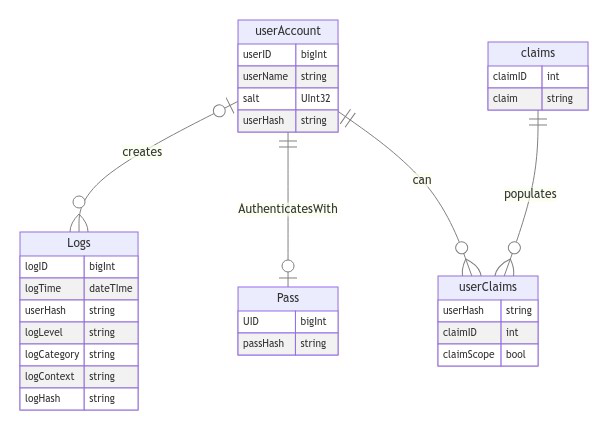 userAccount
userID bigInt
userName string
salt UInt32
userHash string
claims
claimID int
claim string
creates
AuthenticatesWith
can
populates
Logs
logID bigInt
logTime dateTIme
userHash string
logLevel string
logCategory string
logContext string
logHash string
Pass
UID bigInt
passHash string
userClaims
userHash string
claimID int
claimScope bool